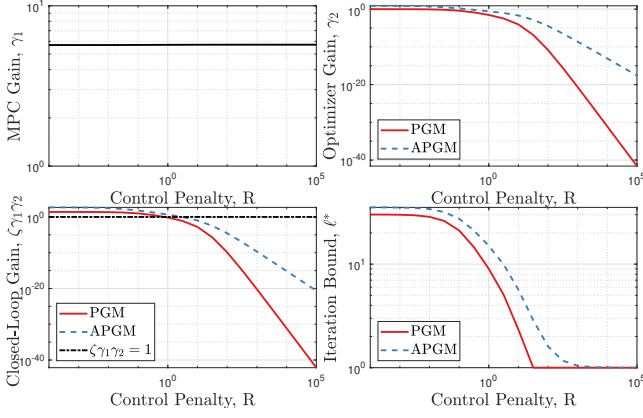 MPC Gain, γ₁
10¹
10⁰
10⁰
10⁵
Control Penalty, R
Optimizer Gain, γ₂
10⁰
10⁻²⁰
10⁻⁴⁰
PGM
APGM
10⁰
10⁵
Control Penalty, R
Closed-Loop Gain, ζγ₁γ₂
10⁰
10⁻²⁰
10⁻⁴⁰
PGM
APGM
ζγ₁γ₂ = 1
10⁰
10⁵
Control Penalty, R
Iteration Bound, ℓ*
10¹
10⁰
PGM
APGM
10⁰
10⁵
Control Penalty, R